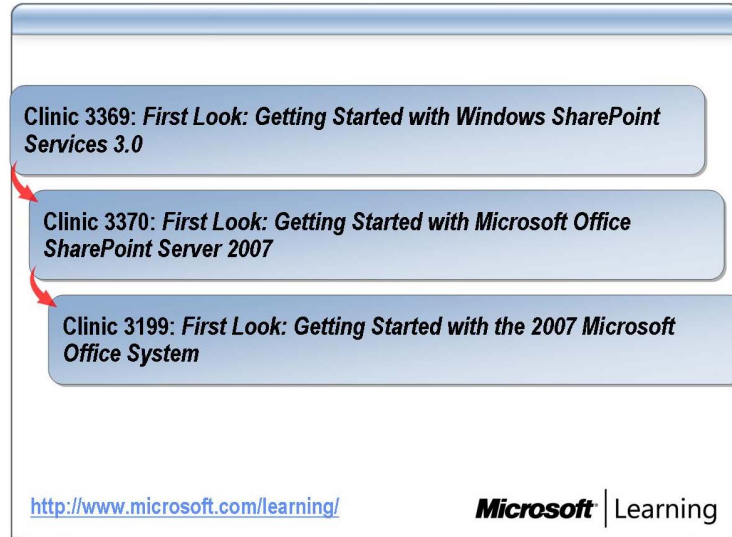 Clinic 3369: First Look: Getting Started with Windows SharePoint
Services 3.0
Clinic 3370: First Look: Getting Started with Microsoft Office
SharePoint Server 2007
Clinic 3199: First Look: Getting Started with the 2007 Microsoft
Office System
http://www.microsoft.com/learning/
Microsoft | Learning